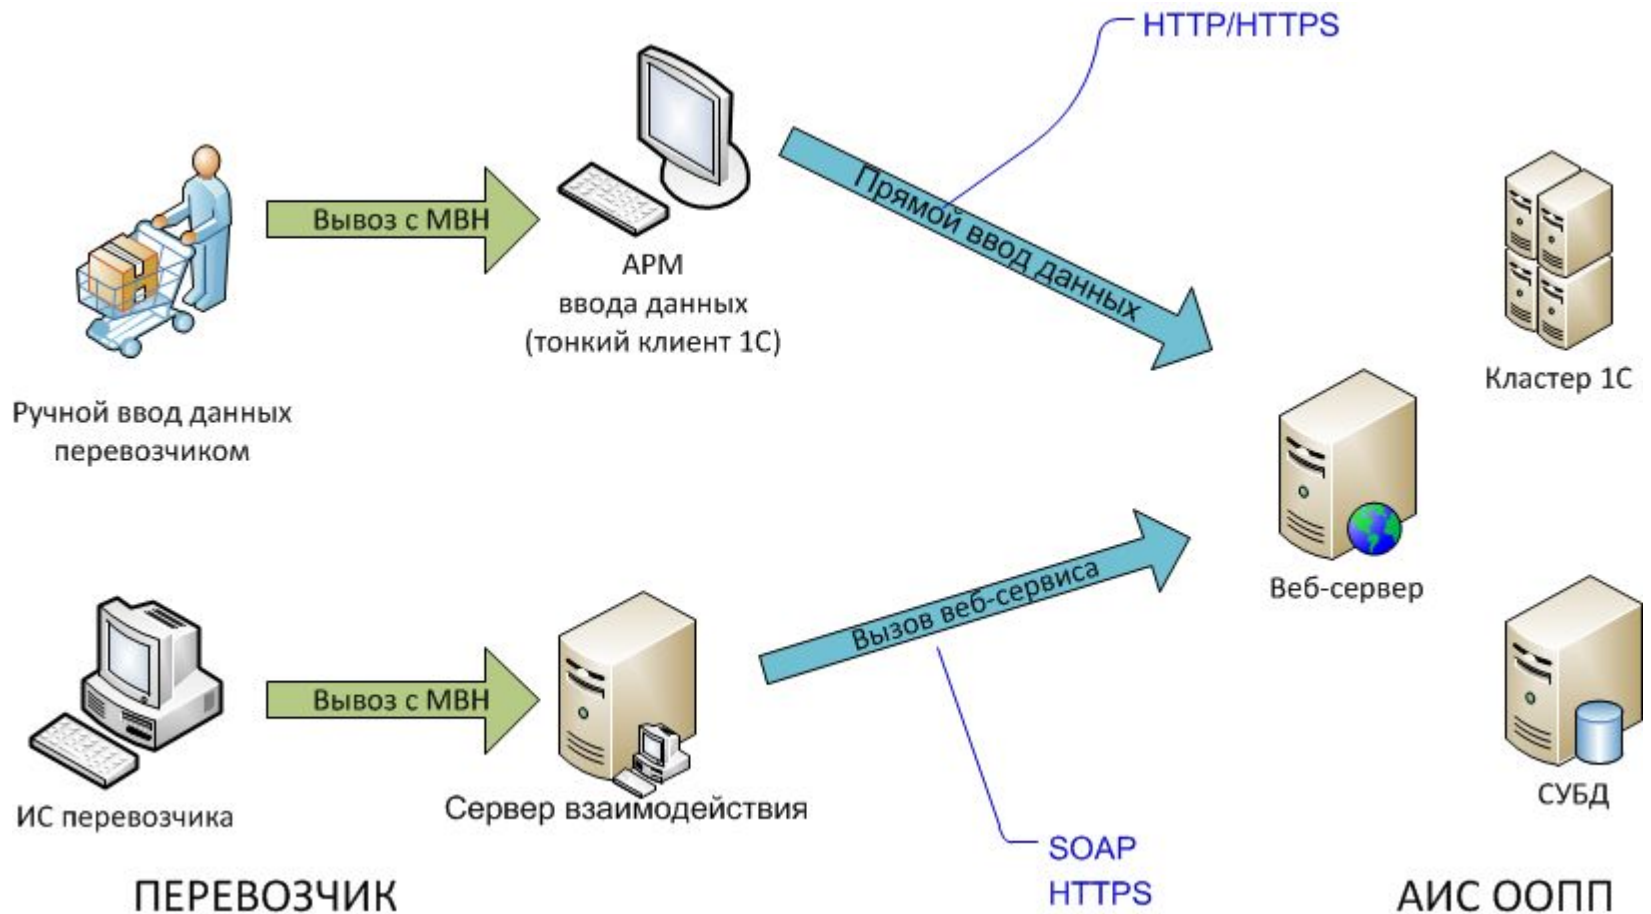 HTTP/HTTPS
Вывоз с МВН
Прямой ввод данных
АРМ
ввода данных
(тонкий клиент 1С)
Кластер 1С
Ручной ввод данных
перевозчиком
Веб-сервер
Вызов веб-сервиса
Вывоз с МВН
ИС перевозчика
Сервер взаимодействия
СУБД
SOAP
HTTPS
ПЕРЕВОЗЧИК
АИС ООПП